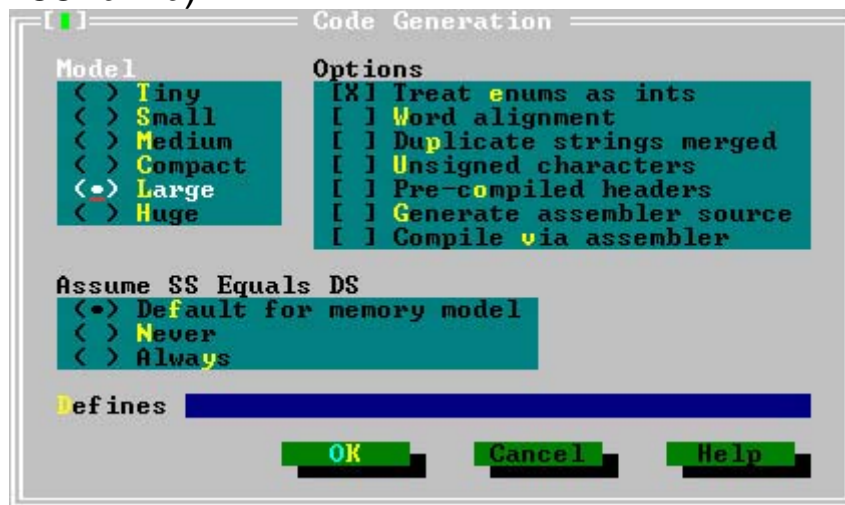 Code Generation
Model
( ) Tiny
( ) Small
( ) Medium
( ) Compact
(•) Large
( ) Huge
Options
[X] Treat enums as ints
[ ] Word alignment
[ ] Duplicate strings merged
[ ] Unsigned characters
[ ] Pre-compiled headers
[ ] Generate assembler source
[ ] Compile via assembler
Assume SS Equals DS
(•) Default for memory model
( ) Never
( ) Always
Defines
OK Cancel Help